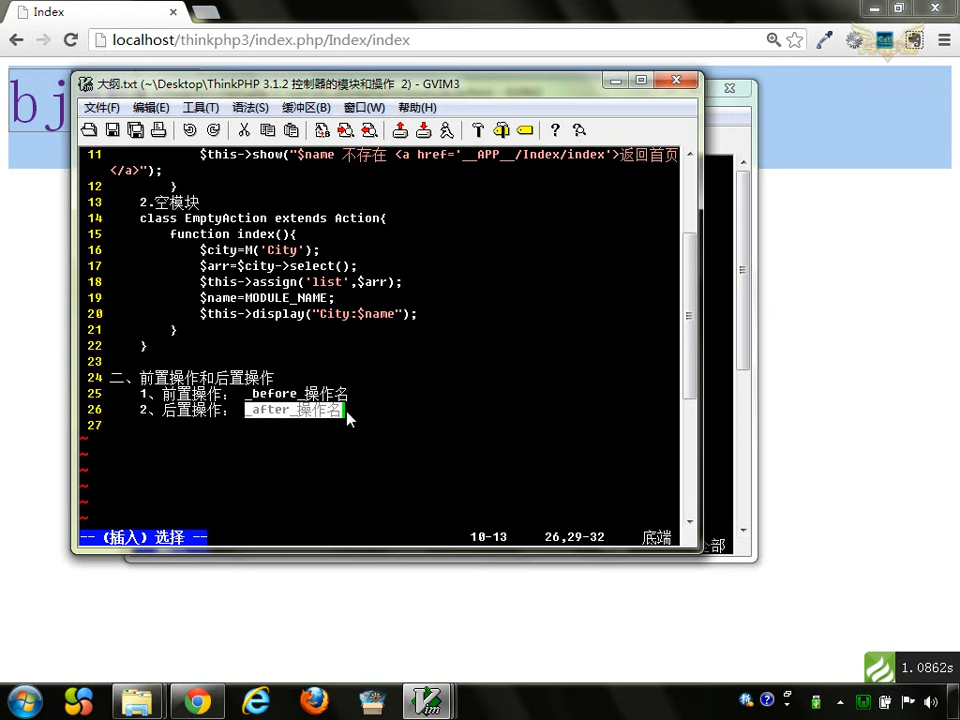 Index
localhost/thinkphp3/index.php/Index/index
大纲.txt (~\Desktop\ThinkPHP 3.1.2 控制器的模块和操作 2) - GVIM3
bj
文件(F) 编辑(E) 工具(T) 语法(S) 缓冲区(B) 窗口(W) 帮助(H)
11 $this->show("$name 不存在 <a href='__APP__/Index/index'>返回首页
</a>");
12 }
13 2.空模块
14 class EmptyAction extends Action{
15 function index(){
16 $city=M('City');
17 $arr=$city->select();
18 $this->assign('list',$arr);
19 $name=MODULE_NAME;
20 $this->display("City:$name");
21 }
22 }
23
24 二、前置操作和后置操作
25 1、前置操作： _before_操作名
26 2、后置操作： _after_操作名
27
~
~
~
~
~
~
-- (插入) 选择 -- 10-13 26,29-32 底端
全部
1.0862s